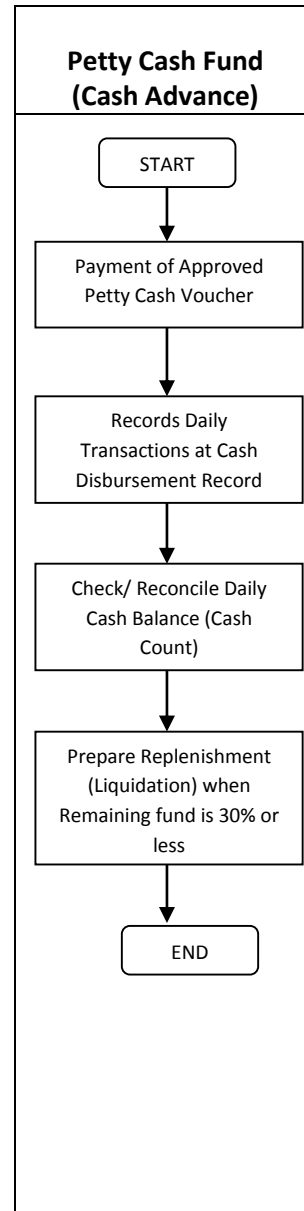 Petty Cash Fund
(Cash Advance)
START
Payment of Approved
Petty Cash Voucher
Records Daily
Transactions at Cash
Disbursement Record
Check/ Reconcile Daily
Cash Balance (Cash
Count)
Prepare Replenishment
(Liquidation) when
Remaining fund is 30% or
less
END